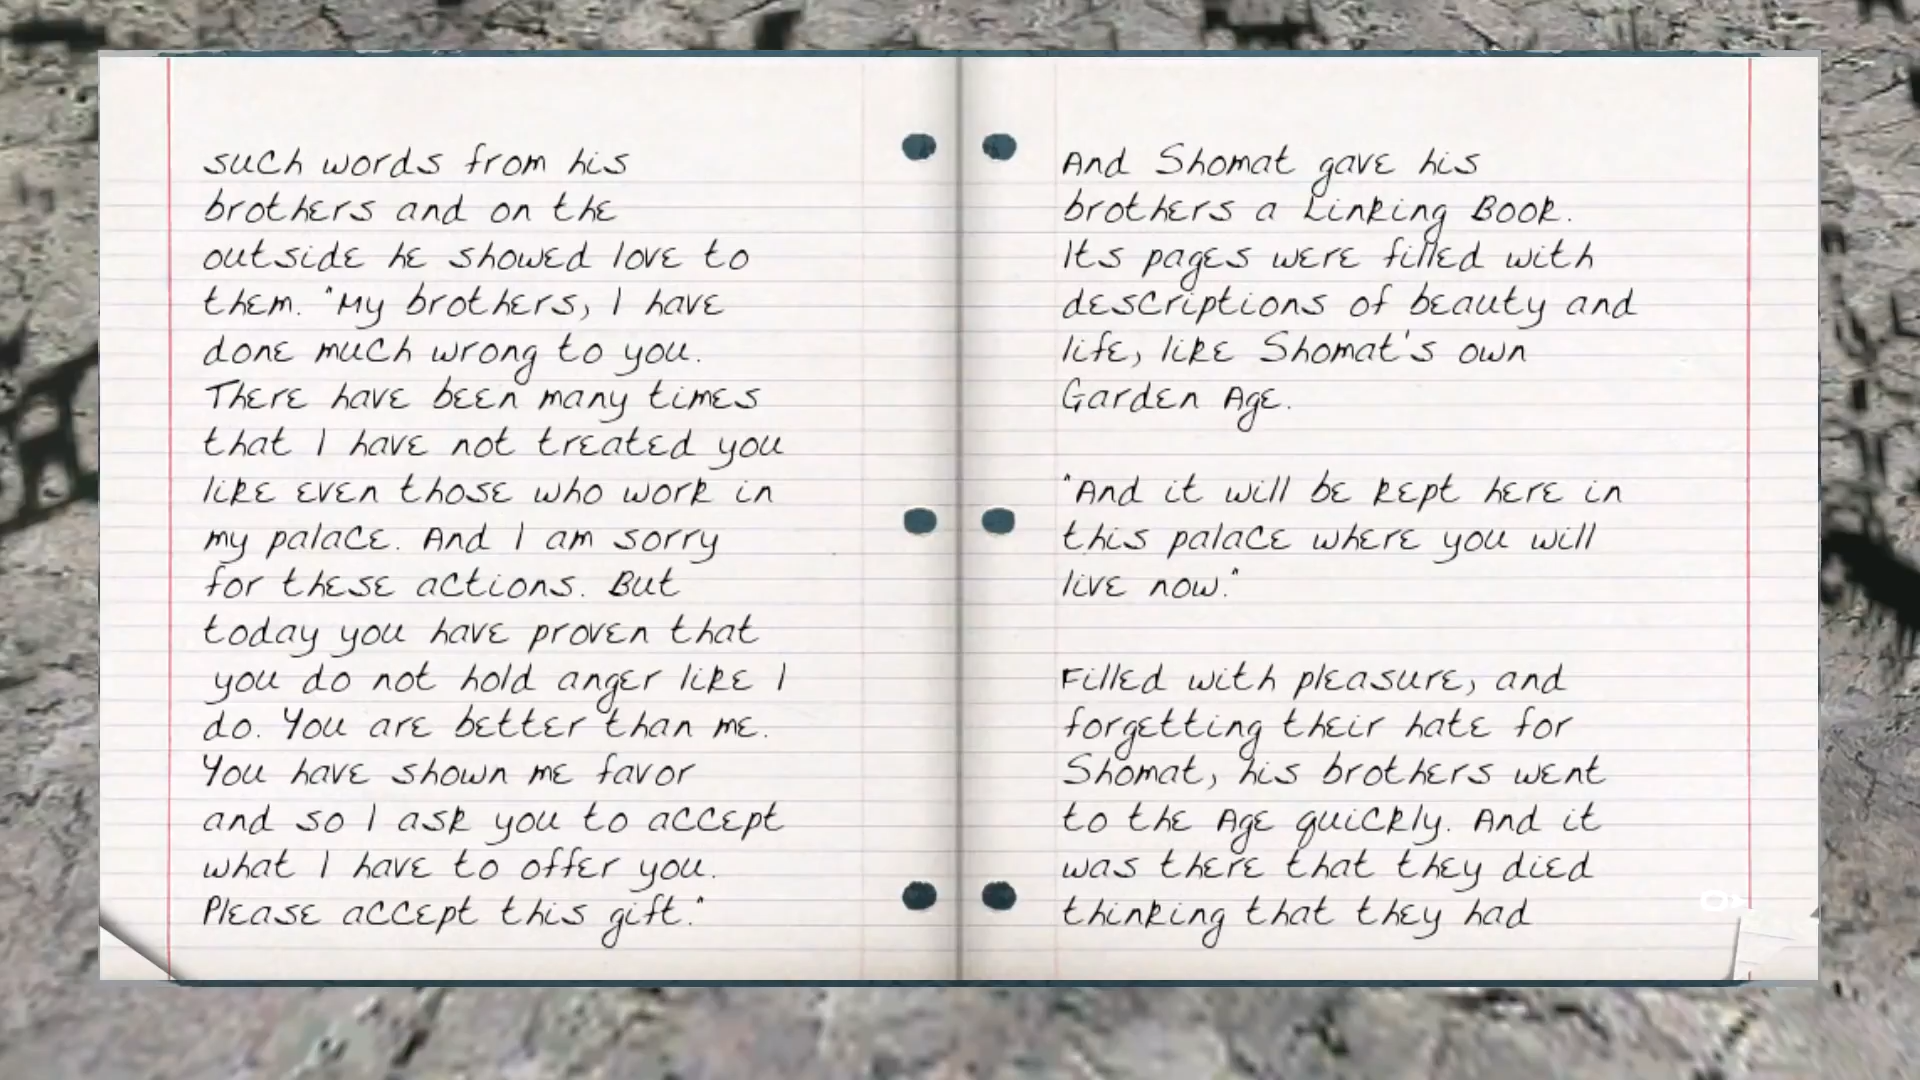 such words from his
brothers and on the
outside he showed love to
them. "My brothers, I have
done much wrong to you.
There have been many times
that I have not treated you
like even those who work in
my palace. And I am sorry
for these actions. But
today you have proven that
you do not hold anger like I
do. You are better than me.
You have shown me favor
and so I ask you to accept
what I have to offer you.
Please accept this gift."
And Shomat gave his
brothers a Linking Book.
Its pages were filled with
descriptions of beauty and
life, like Shomat's own
Garden Age.
"And it will be kept here in
this palace where you will
live now."
Filled with pleasure, and
forgetting their hate for
Shomat, his brothers went
to the Age quickly. And it
was there that they died
thinking that they had